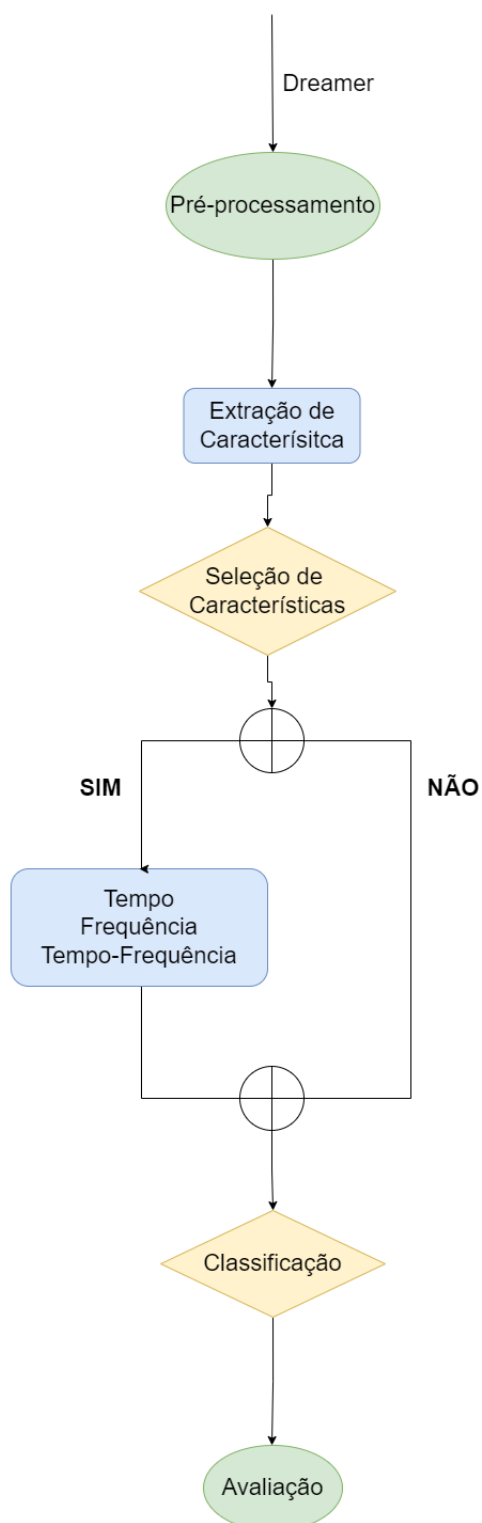 Dreamer
Pré-processamento
Extração de
Caracterísitca
Seleção de
Características
SIM
NÃO
Tempo
Frequência
Tempo-Frequência
Classificação
Avaliação